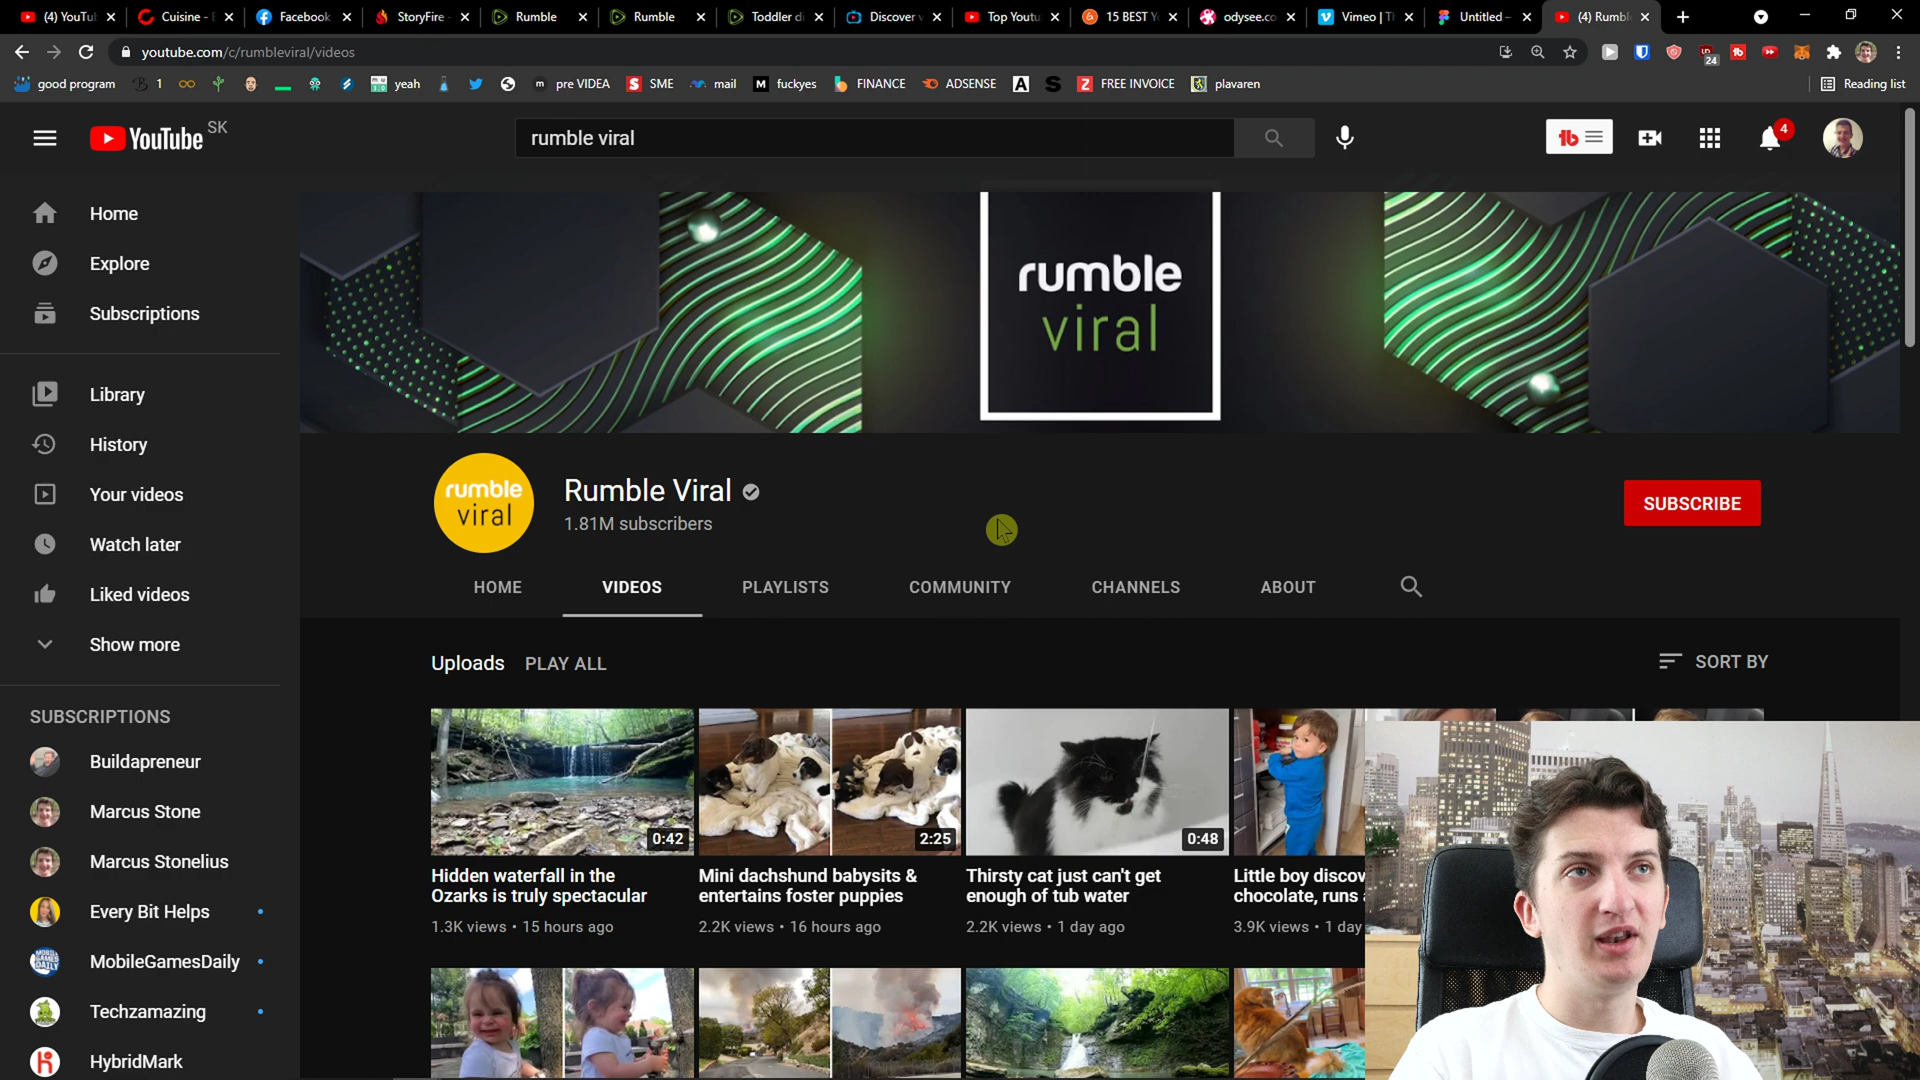 (4) YouTu
Cuisine - E
Facebook
StoryFire -
Rumble
Rumble
Toddler di
Discover v
Top Youtu
15 BEST Yo
odysee.co
Vimeo | Th
Untitled –
(4) Rumbl
youtube.com/c/rumbleviral/videos
24
good program
1
yeah
pre VIDEA
SME
mail
fuckyes
FINANCE
ADSENSE
FREE INVOICE
plavaren
Reading list
YouTube SK
rumble viral
4
Home
Explore
Subscriptions
Library
History
Your videos
Watch later
Liked videos
Show more
SUBSCRIPTIONS
Buildapreneur
Marcus Stone
Marcus Stonelius
Every Bit Helps
MobileGamesDaily
Techzamazing
HybridMark
rumble
viral
rumble
viral
Rumble Viral
1.81M subscribers
SUBSCRIBE
HOME
VIDEOS
PLAYLISTS
COMMUNITY
CHANNELS
ABOUT
Uploads PLAY ALL
SORT BY
0:42
2:25
0:48
Hidden waterfall in the
Ozarks is truly spectacular
1.3K views • 15 hours ago
Mini dachshund babysits &
entertains foster puppies
2.2K views • 16 hours ago
Thirsty cat just can't get
enough of tub water
2.2K views • 1 day ago
Little boy discov
chocolate, runs
3.9K views • 1 day